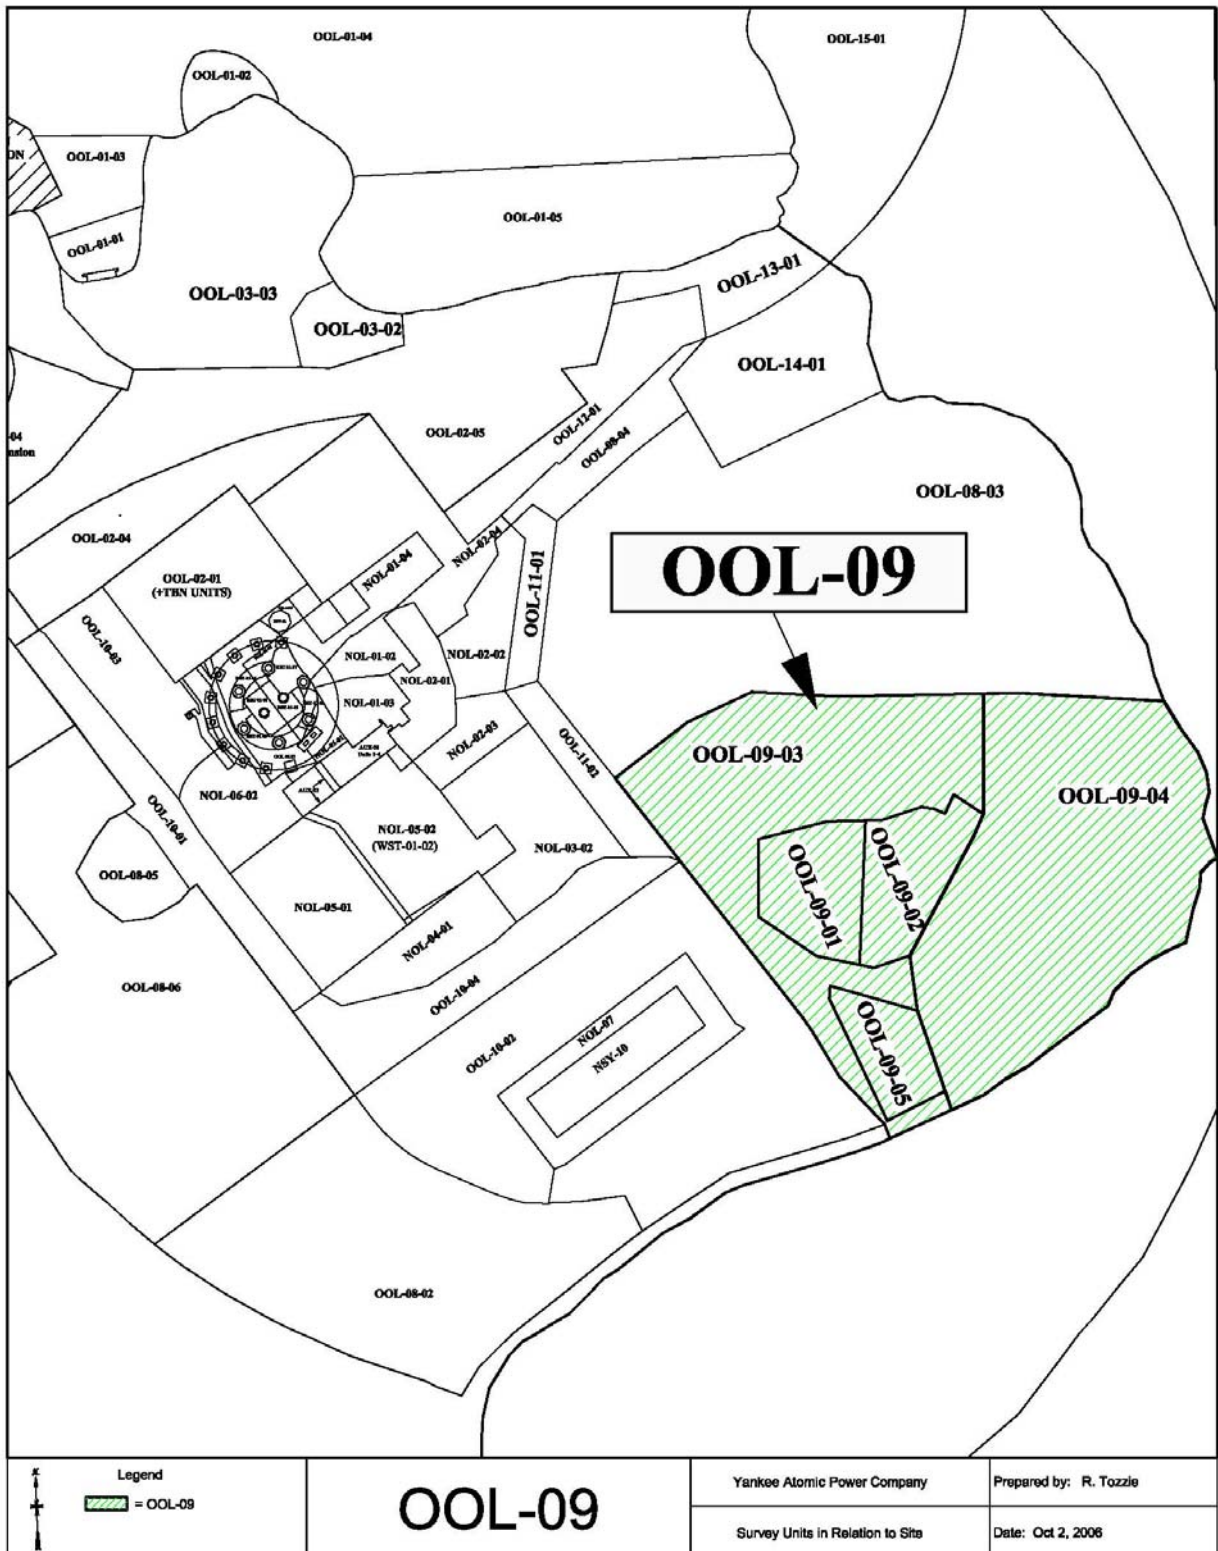 OOL-01-04
OOL-15-01
OOL-01-02
OOL-01-03
OOL-01-05
OOL-01-01
OOL-13-01
OOL-03-03
OOL-03-02
OOL-14-01
-04
nsion
OOL-02-05
OOL-12-01
OOL-08-04
OOL-08-03
OOL-02-04
NOL-02-04
NOL-01-04
OOL-09
OOL-02-01
(+TBN UNITS)
OOL-11-01
OOL-10-03
NOL-01-02
NOL-02-02
NOL-02-01
NOL-01-03
NOL-02-03
OOL-11-02
OOL-09-03
OOL-09-04
NOL-06-02
OOL-10-01
NOL-05-02
(WST-01-02)
NOL-03-02
OOL-09-01
OOL-09-02
OOL-08-05
NOL-05-01
NOL-04-01
OOL-08-06
OOL-10-04
OOL-10-02
NOL-07
NSY-10
OOL-09-05
OOL-08-02
Legend
= OOL-09
OOL-09
Yankee Atomic Power Company
Prepared by: R. Tozzie
Survey Units in Relation to Site
Date: Oct 2, 2006